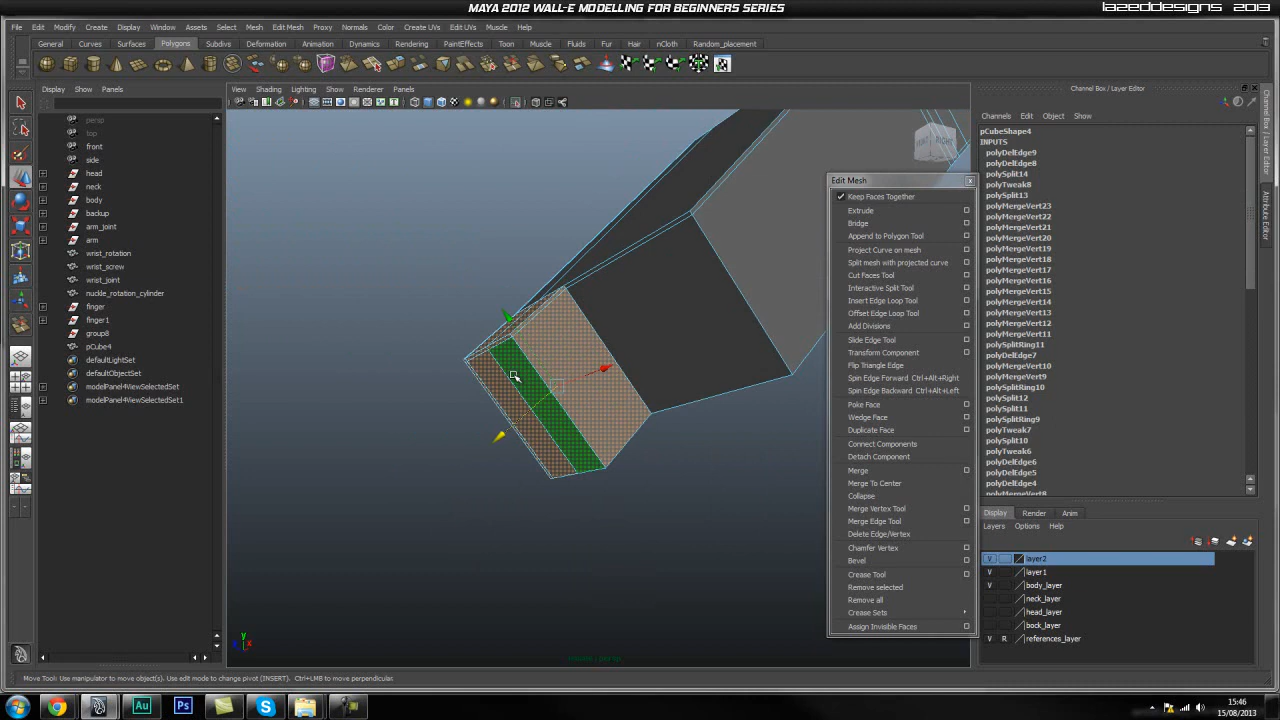 MAYA 2012 WALL-E MODELLING FOR BEGINNERS SERIES
LAZEDDESIGNS 2013
File Edit Modify Create Display Window Assets Select Mesh Edit Mesh Proxy Normals Color Create UVs Edit UVs Muscle Help
General Curves Surfaces Polygons Subdivs Deformation Animation Dynamics Rendering PaintEffects Toon Muscle Fluids Fur Hair nCloth Random_placement
Display Show Panels
View Shading Lighting Show Renderer Panels
Channel Box / Layer Editor
Channels Edit Object Show
persp
top
front
side
head
neck
body
backup
arm_joint
arm
wrist_rotation
wrist_screw
wrist_joint
nuckle_rotation_cylinder
finger
finger1
group8
pCube4
defaultLightSet
defaultObjectSet
modelPanel4ViewSelectedSet
modelPanel4ViewSelectedSet1
FRONT RIGHT
Edit Mesh
Keep Faces Together
Extrude
Bridge
Append to Polygon Tool
Project Curve on mesh
Split mesh with projected curve
Cut Faces Tool
Interactive Split Tool
Insert Edge Loop Tool
Offset Edge Loop Tool
Add Divisions
Slide Edge Tool
Transform Component
Flip Triangle Edge
Spin Edge Forward Ctrl+Alt+Right
Spin Edge Backward Ctrl+Alt+Left
Poke Face
Wedge Face
Duplicate Face
Connect Components
Detach Component
Merge
Merge To Center
Collapse
Merge Vertex Tool
Merge Edge Tool
Delete Edge/Vertex
Chamfer Vertex
Bevel
Crease Tool
Remove selected
Remove all
Crease Sets
Assign Invisible Faces
pCubeShape4
INPUTS
polyDelEdge9
polyDelEdge8
polySplit14
polyTweak8
polySplit13
polyMergeVert23
polyMergeVert22
polyMergeVert21
polyMergeVert20
polyMergeVert19
polyMergeVert18
polyMergeVert17
polyMergeVert16
polyMergeVert15
polyMergeVert14
polyMergeVert13
polyMergeVert12
polyMergeVert11
polySplitRing11
polyDelEdge7
polyMergeVert10
polySplitRing10
polySplit12
polySplit11
polySplitRing9
polyTweak7
polySplit10
polyTweak6
polyDelEdge6
polyDelEdge5
polyDelEdge4
polyMergeVert9
Channel Box / Layer Editor
Attribute Editor
Display Render Anim
Layers Options Help
V layer2
V layer1
V body_layer
neck_layer
head_layer
bock_layer
V R references_layer
Move Tool: Use manipulator to move object(s). Use edit mode to change pivot (INSERT). Ctrl+LMB to move perpendicular.
Au Ps
15:46
15/08/2013